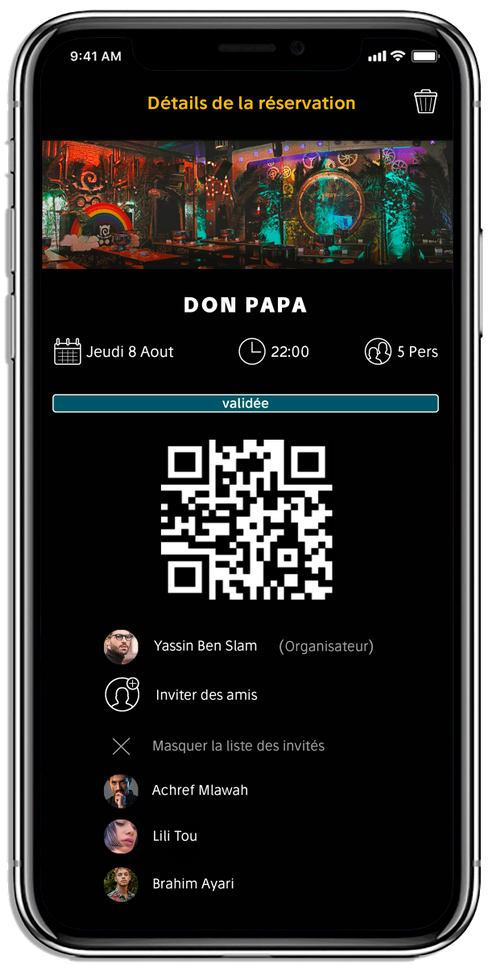 9:41 AM
Détails de la réservation
DON PAPA
Jeudi 8 Aout 22:00 5 Pers
validée
Yassin Ben Slam (Organisateur)
Inviter des amis
Masquer la liste des invités
Achref Mlawah
Lili Tou
Brahim Ayari